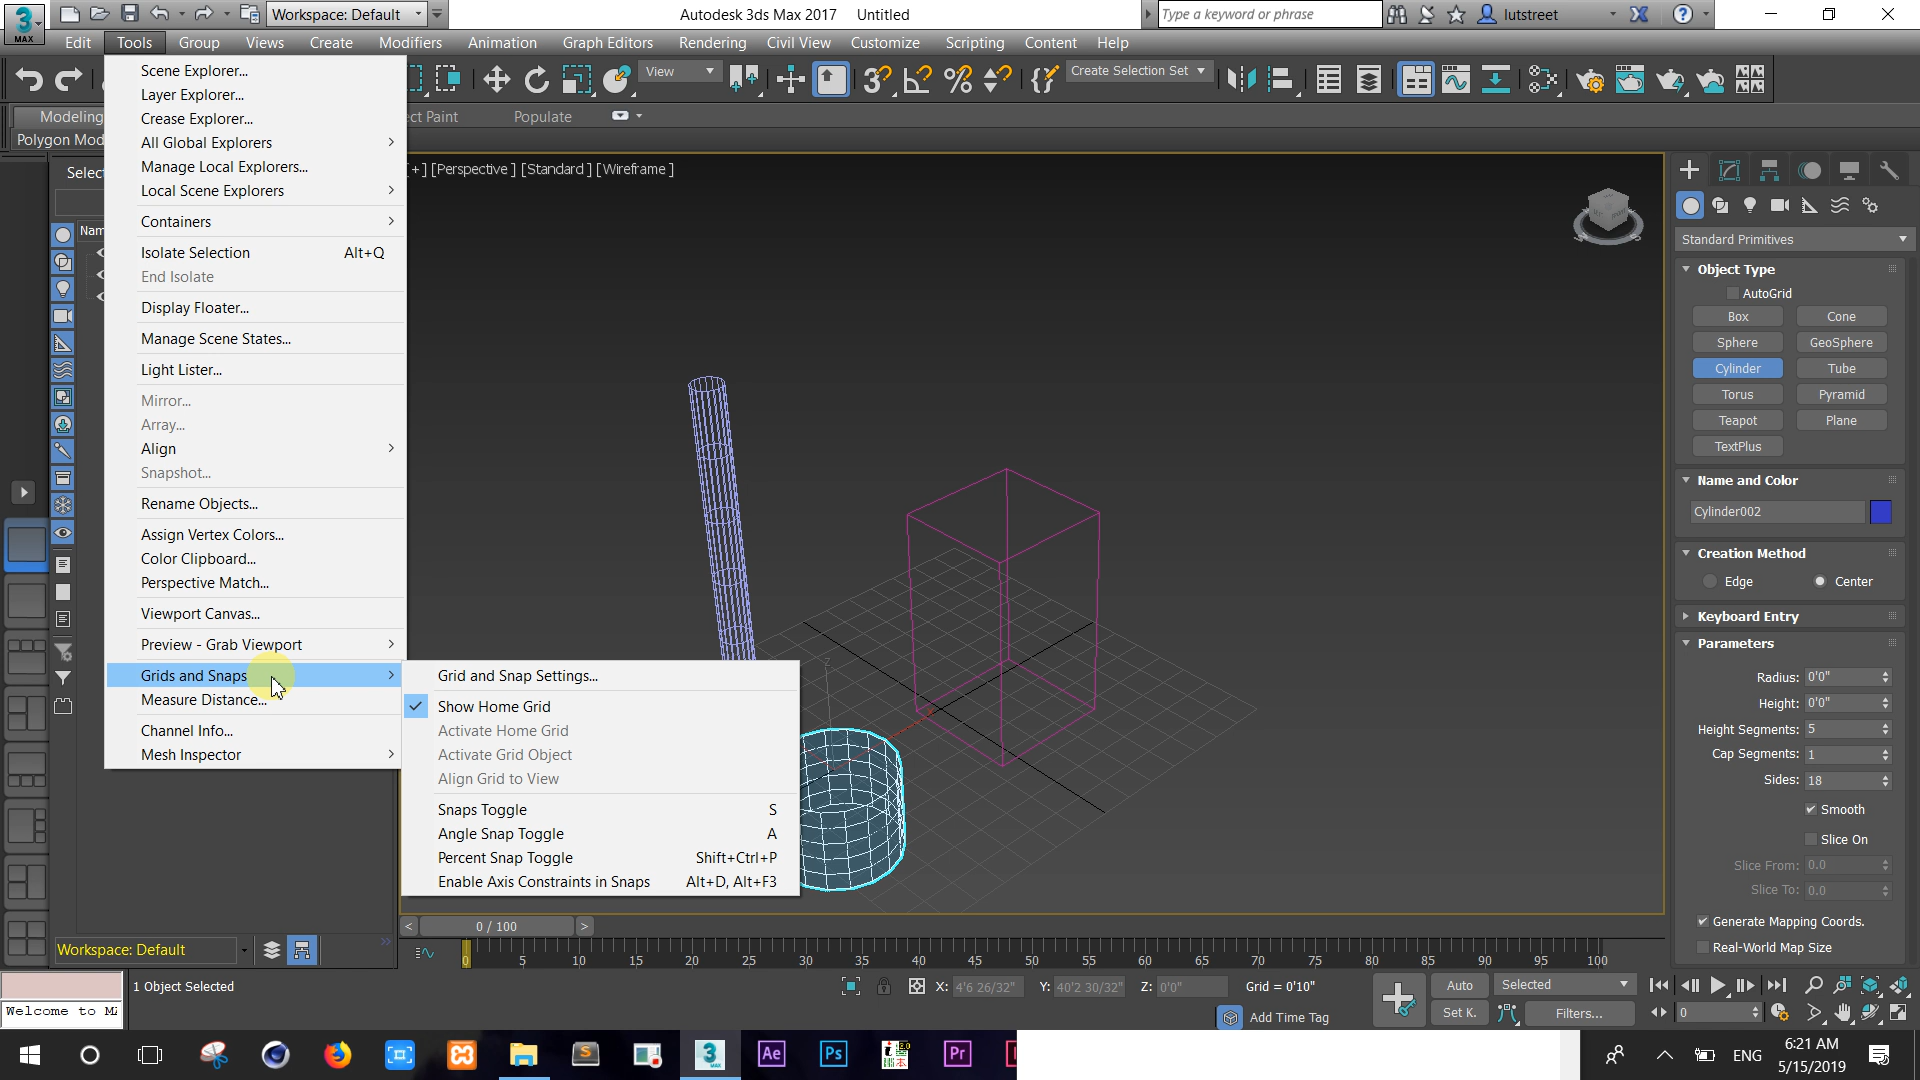 Workspace: Default
Autodesk 3ds Max 2017 Untitled
Type a keyword or phrase
lutstreet
MAX
Edit Tools Group Views Create Modifiers Animation Graph Editors Rendering Civil View Customize Scripting Content Help
View
Create Selection Set
Modeling
ect Paint
Populate
Polygon Mod
Selec
Nam
Scene Explorer...
Layer Explorer...
Crease Explorer...
All Global Explorers
Manage Local Explorers...
Local Scene Explorers
Containers
Isolate Selection Alt+Q
End Isolate
Display Floater...
Manage Scene States...
Light Lister...
Mirror...
Array...
Align
Snapshot...
Rename Objects...
Assign Vertex Colors...
Color Clipboard...
Perspective Match...
Viewport Canvas...
Preview - Grab Viewport
Grids and Snaps
Measure Distance...
Channel Info...
Mesh Inspector
Grid and Snap Settings...
Show Home Grid
Activate Home Grid
Activate Grid Object
Align Grid to View
Snaps Toggle S
Angle Snap Toggle A
Percent Snap Toggle Shift+Ctrl+P
Enable Axis Constraints in Snaps Alt+D, Alt+F3
[+] [Perspective ] [Standard ] [Wireframe ]
Standard Primitives
Object Type
AutoGrid
Box Cone
Sphere GeoSphere
Cylinder Tube
Torus Pyramid
Teapot Plane
TextPlus
Name and Color
Cylinder002
Creation Method
Edge Center
Keyboard Entry
Parameters
Radius: 0'0"
Height: 0'0"
Height Segments: 5
Cap Segments: 1
Sides: 18
Smooth
Slice On
Slice From: 0.0
Slice To: 0.0
Generate Mapping Coords.
Real-World Map Size
Workspace: Default
< 0 / 100 >
0 5 10 15 20 25 30 35 40 45 50 55 60 65 70 75 80 85 90 95 100
1 Object Selected
Welcome to M
X: 4'6 26/32" Y: 40'2 30/32" Z: 0'0" Grid = 0'10"
Add Time Tag
Auto Selected
Set K. Filters...
0
Ae Ps Pr
ENG
6:21 AM
5/15/2019